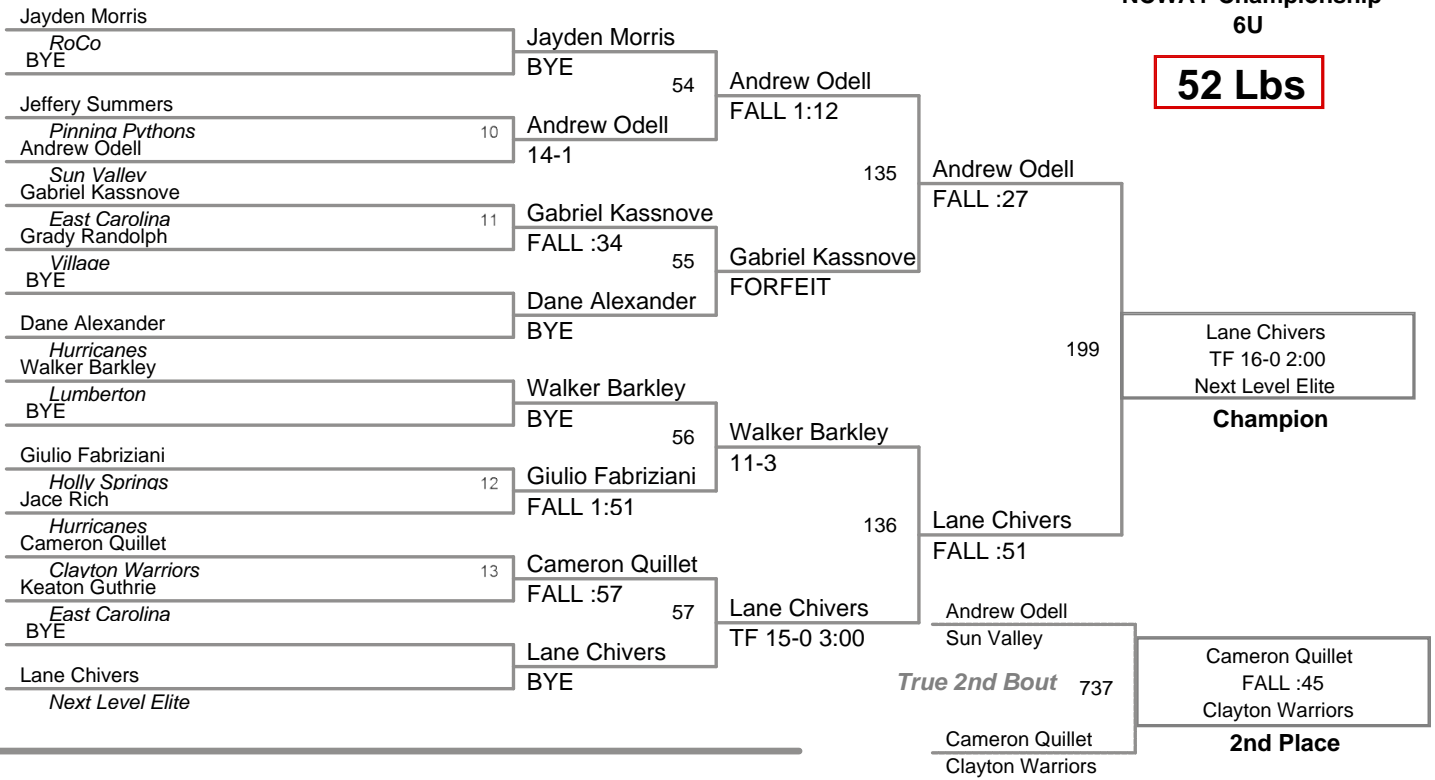 NUWAY Championship
6U
52 Lbs
Jayden Morris
RoCo
BYE
Jeffery Summers
Pinning Pythons
Andrew Odell
Sun Valley
Gabriel Kassnove
East Carolina
Grady Randolph
Village
BYE
Dane Alexander
Hurricanes
Walker Barkley
Lumberton
BYE
Giulio Fabriziani
Holly Springs
Jace Rich
Hurricanes
Cameron Quillet
Clayton Warriors
Keaton Guthrie
East Carolina
BYE
Lane Chivers
Next Level Elite
10
11
12
13
Jayden Morris
BYE
54
Andrew Odell
14-1
Gabriel Kassnove
FALL :34
55
Dane Alexander
BYE
Walker Barkley
BYE
56
Giulio Fabriziani
FALL 1:51
Cameron Quillet
FALL :57
57
Lane Chivers
BYE
Andrew Odell
FALL 1:12
135
Gabriel Kassnove
FORFEIT
Walker Barkley
11-3
136
Lane Chivers
TF 15-0 3:00
Andrew Odell
FALL :27
199
Lane Chivers
FALL :51
Lane Chivers
TF 16-0 2:00
Next Level Elite
Champion
Andrew Odell
Sun Valley
True 2nd Bout 737
Cameron Quillet
Clayton Warriors
Cameron Quillet
FALL :45
Clayton Warriors
2nd Place